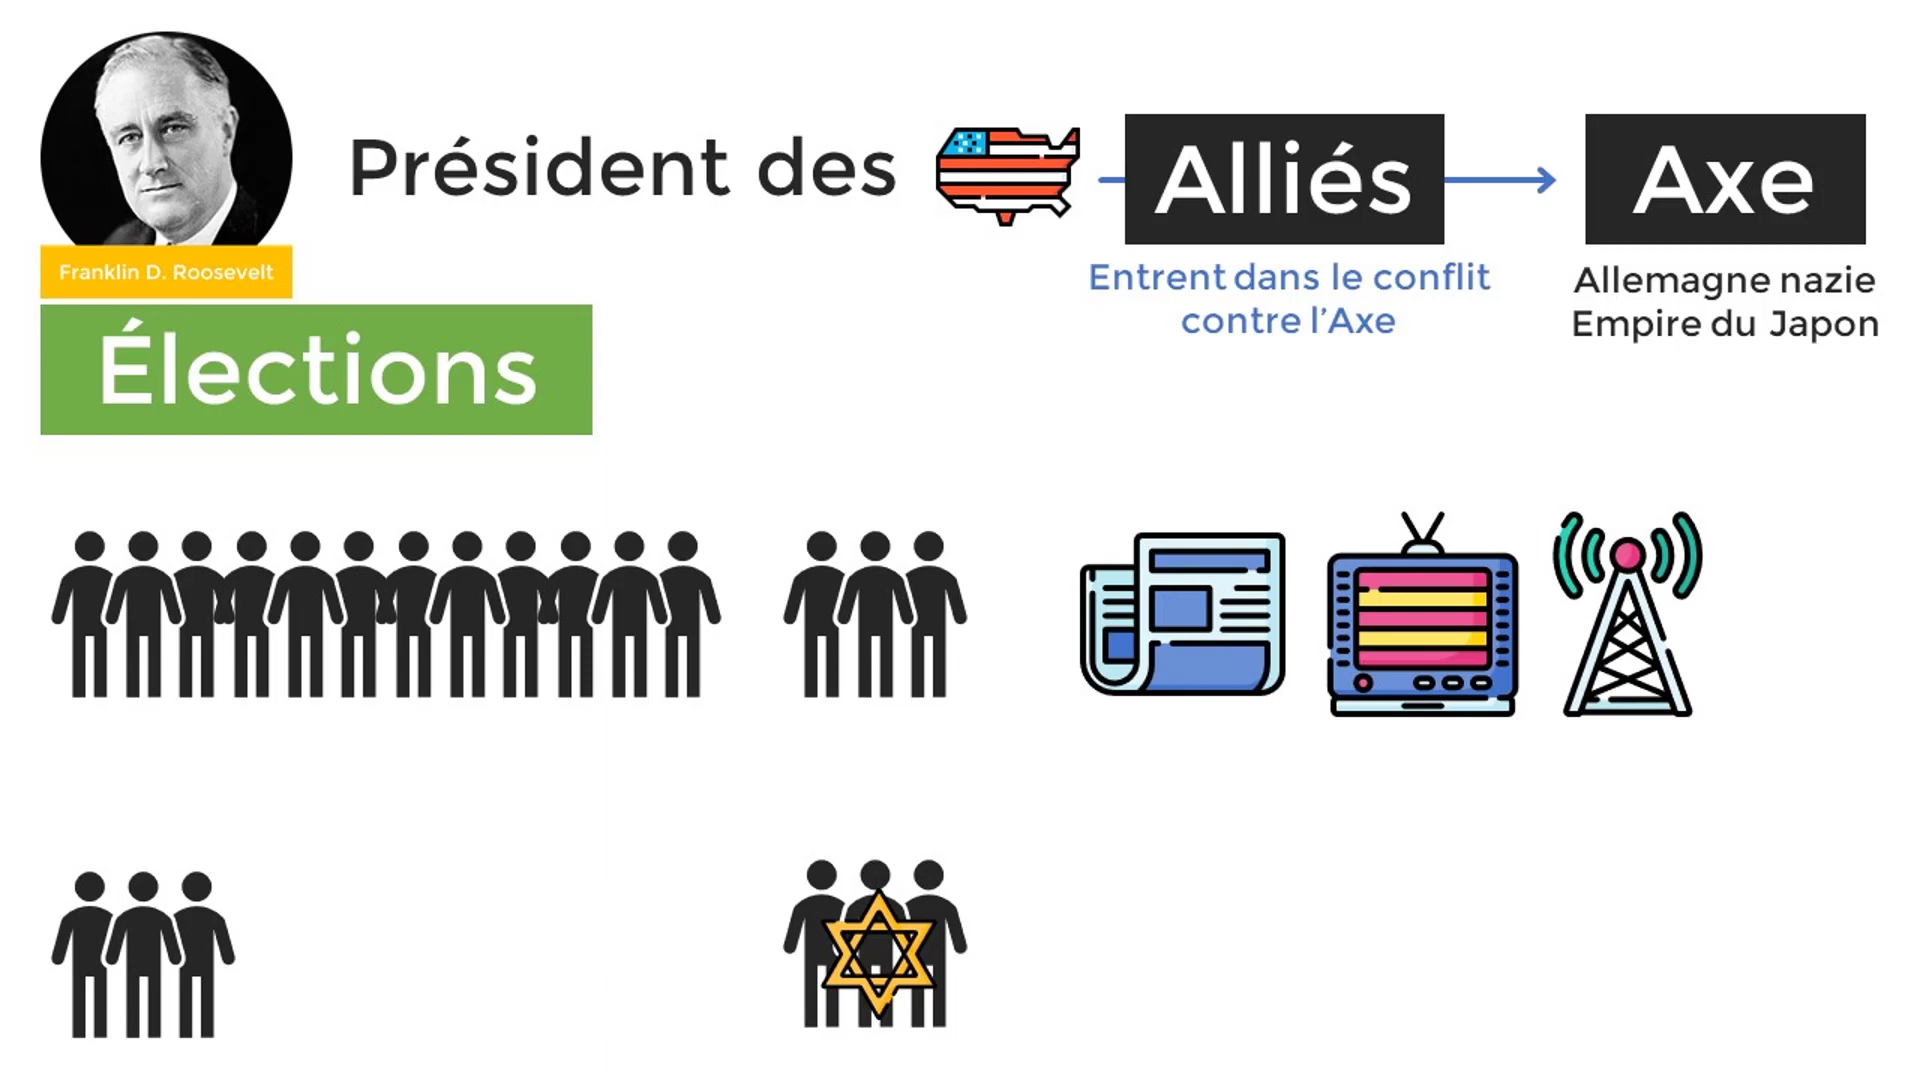 Président des
Alliés
Axe
Franklin D. Roosevelt
Entrent dans le conflit
contre l'Axe
Allemagne nazie
Empire du Japon
Élections